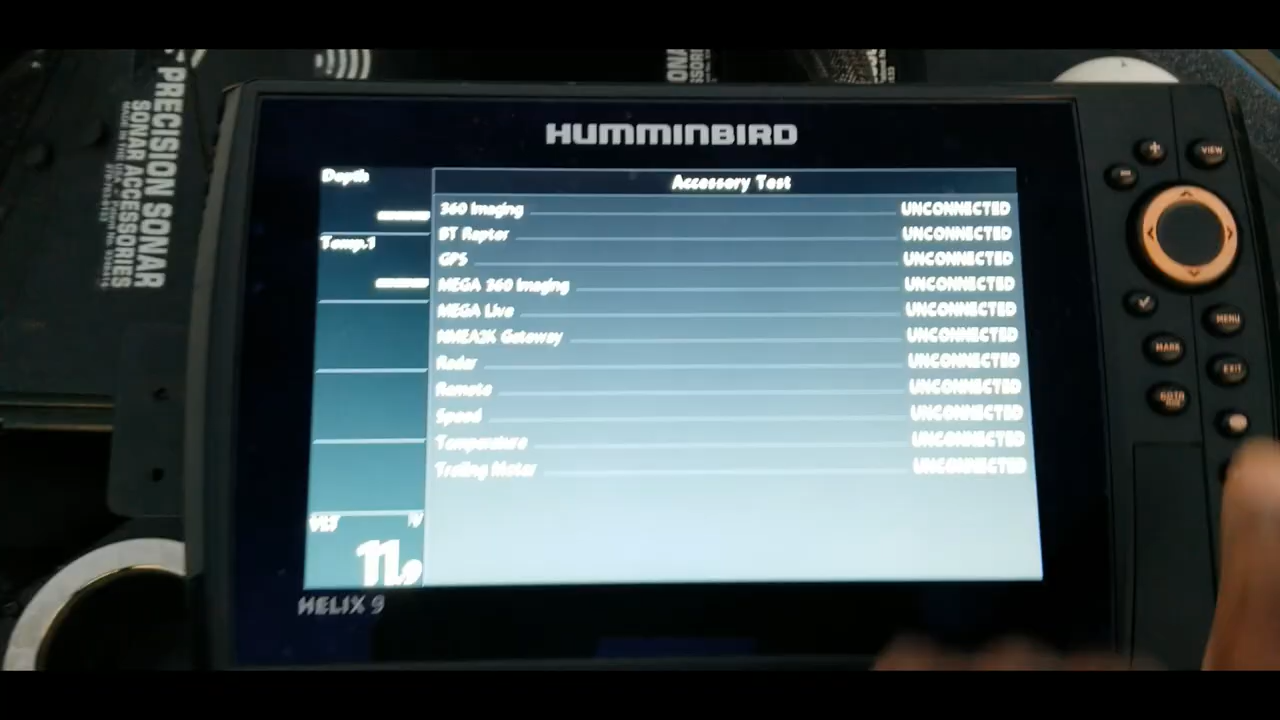 PRECISION SONAR
SONAR ACCESSORIES
HUMMINBIRD
Depth
Temp.1
Accessory Test
360 Imaging UNCONNECTED
BT Raptor UNCONNECTED
GPS UNCONNECTED
MEGA 360 Imaging UNCONNECTED
MEGA Live UNCONNECTED
NMEA2K Gateway UNCONNECTED
Radar UNCONNECTED
Remote UNCONNECTED
Speed UNCONNECTED
Temperature UNCONNECTED
Trolling Motor UNCONNECTED
11.9
HELIX 9
VIEW
MENU
MARK
EXIT